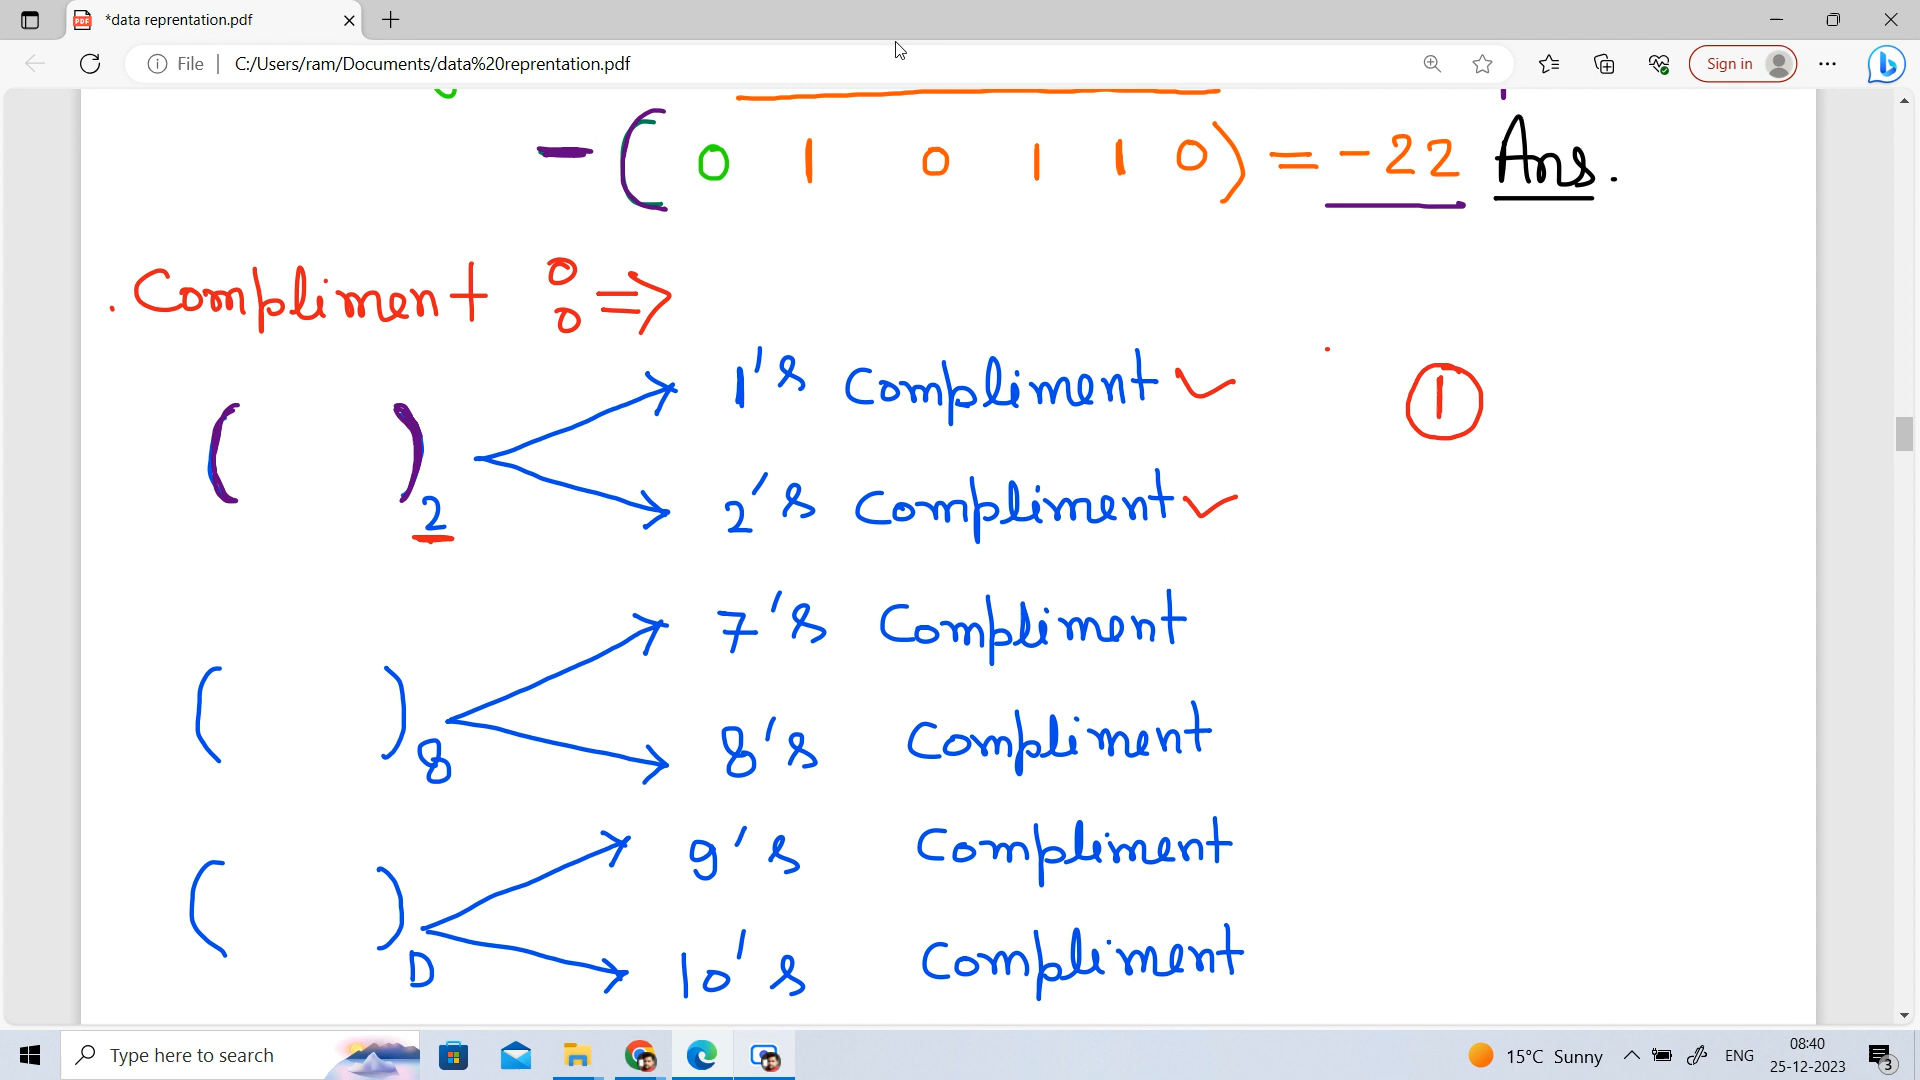 *data reprentation.pdf
File | C:/Users/ram/Documents/data%20reprentation.pdf
Sign in
- ( 0 1 0 1 1 0 ) = -22 Ans.
. Compliment ⇒
1's Compliment ✓
①
( )2
2's Compliment ✓
7's Compliment
( )8
8's Compliment
9's Compliment
( )D
10's Compliment
Type here to search
15°C Sunny
ENG
08:40
25-12-2023
3